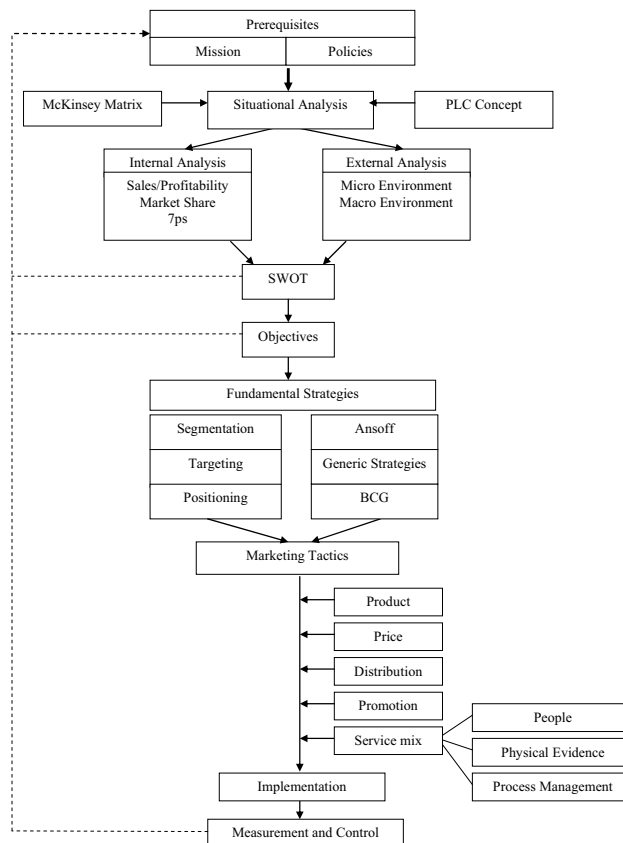 Prerequisites
Mission
Policies
McKinsey Matrix
Situational Analysis
PLC Concept
Internal Analysis
Sales/Profitability
Market Share
7ps
External Analysis
Micro Environment
Macro Environment
SWOT
Objectives
Fundamental Strategies
Segmentation
Targeting
Positioning
Ansoff
Generic Strategies
BCG
Marketing Tactics
Product
Price
Distribution
Promotion
Service mix
People
Physical Evidence
Process Management
Implementation
Measurement and Control